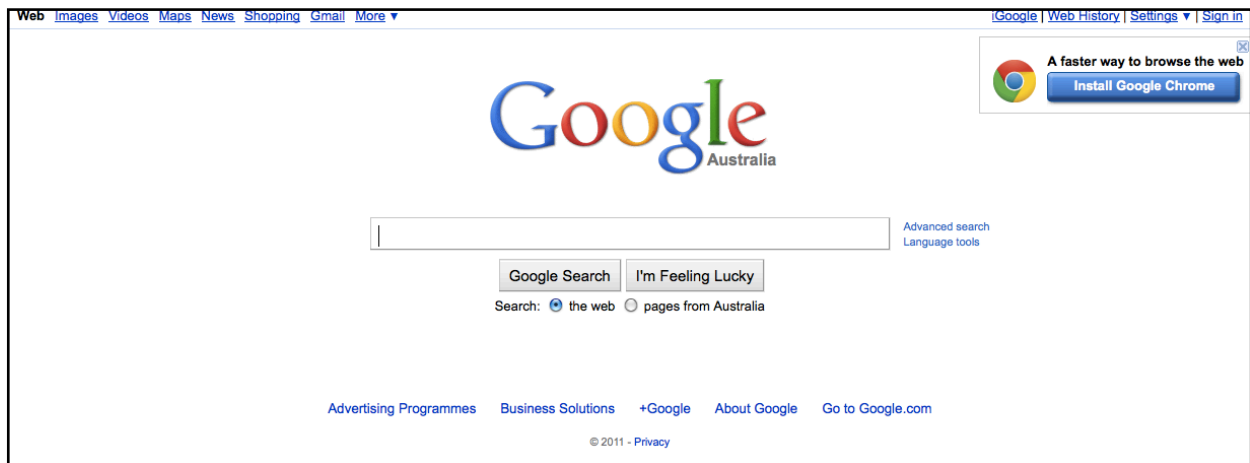 Web Images Videos Maps News Shopping Gmail More ▼
iGoogle | Web History | Settings ▼ | Sign in
A faster way to browse the web
Install Google Chrome
Google
Australia
Advanced search
Language tools
Google Search I'm Feeling Lucky
Search: the web pages from Australia
Advertising Programmes Business Solutions +Google About Google Go to Google.com
© 2011 - Privacy